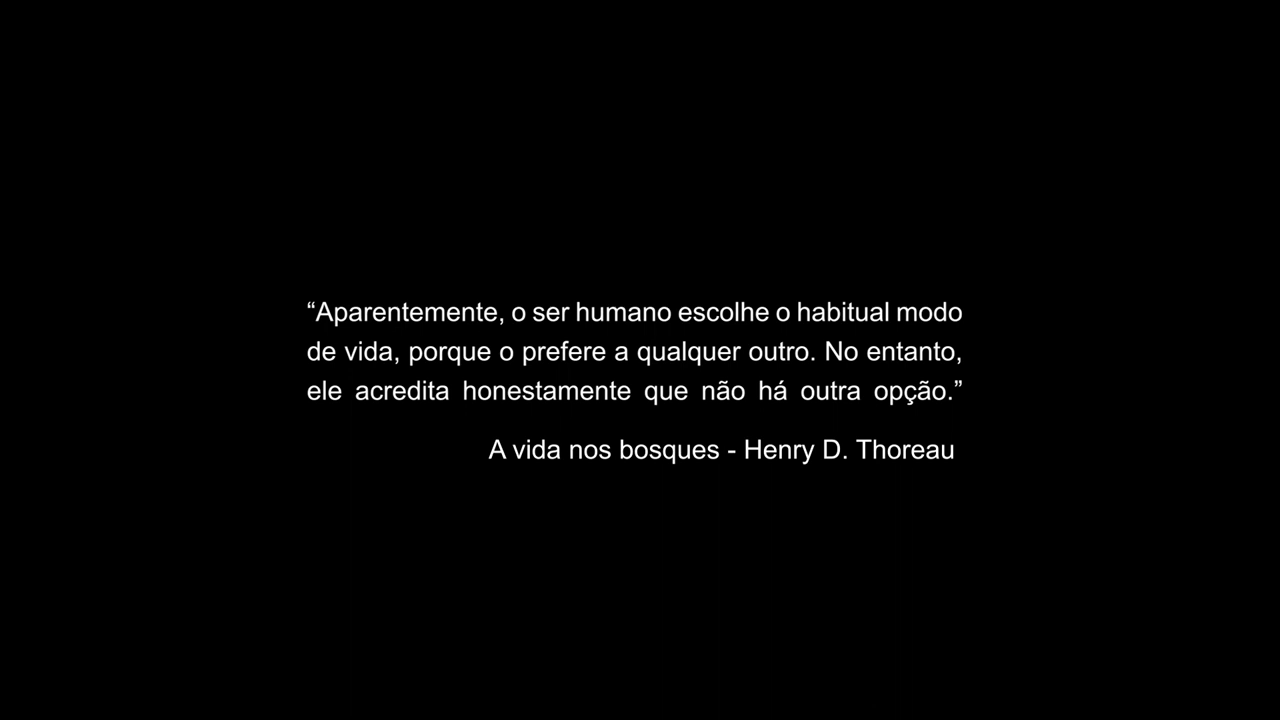 “Aparentemente, o ser humano escolhe o habitual modo
de vida, porque o prefere a qualquer outro. No entanto,
ele acredita honestamente que não há outra opção.”
A vida nos bosques - Henry D. Thoreau